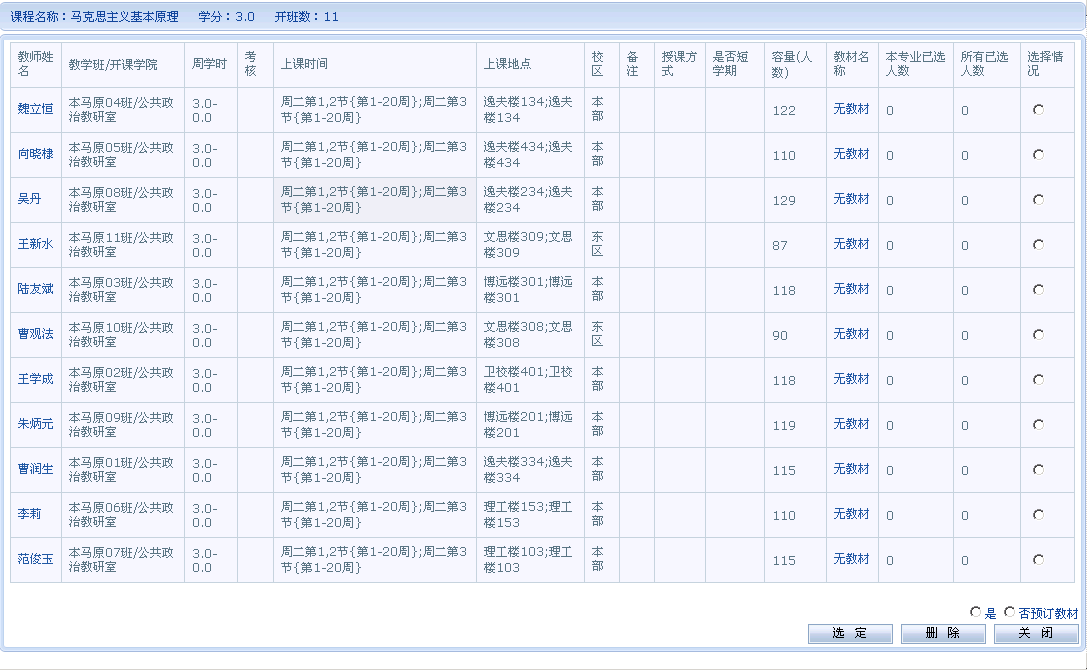 课程名称：马克思主义基本原理 学分：3.0 开班数：11
教师姓名 教学班/开课学院 周学时 考核 上课时间 上课地点 校区 备注 授课方式 是否短学期 容量(人数) 教材名称 本专业已选人数 所有已选人数 选择情况
魏立恒 本马原04班/公共政治教研室 3.0-0.0 周二第1,2节{第1-20周};周二第3节{第1-20周} 逸夫楼134;逸夫楼134 本部 122 无教材 0 0
向晓棣 本马原05班/公共政治教研室 3.0-0.0 周二第1,2节{第1-20周};周二第3节{第1-20周} 逸夫楼434;逸夫楼434 本部 110 无教材 0 0
吴丹 本马原08班/公共政治教研室 3.0-0.0 周二第1,2节{第1-20周};周二第3节{第1-20周} 逸夫楼234;逸夫楼234 本部 129 无教材 0 0
王新水 本马原11班/公共政治教研室 3.0-0.0 周二第1,2节{第1-20周};周二第3节{第1-20周} 文思楼309;文思楼309 东区 87 无教材 0 0
陆友斌 本马原03班/公共政治教研室 3.0-0.0 周二第1,2节{第1-20周};周二第3节{第1-20周} 博远楼301;博远楼301 本部 118 无教材 0 0
曹观法 本马原10班/公共政治教研室 3.0-0.0 周二第1,2节{第1-20周};周二第3节{第1-20周} 文思楼308;文思楼308 东区 90 无教材 0 0
王学成 本马原02班/公共政治教研室 3.0-0.0 周二第1,2节{第1-20周};周二第3节{第1-20周} 卫校楼401;卫校楼401 本部 118 无教材 0 0
朱炳元 本马原09班/公共政治教研室 3.0-0.0 周二第1,2节{第1-20周};周二第3节{第1-20周} 博远楼201;博远楼201 本部 119 无教材 0 0
曹润生 本马原01班/公共政治教研室 3.0-0.0 周二第1,2节{第1-20周};周二第3节{第1-20周} 逸夫楼334;逸夫楼334 本部 115 无教材 0 0
李莉 本马原06班/公共政治教研室 3.0-0.0 周二第1,2节{第1-20周};周二第3节{第1-20周} 理工楼153;理工楼153 本部 110 无教材 0 0
范俊玉 本马原07班/公共政治教研室 3.0-0.0 周二第1,2节{第1-20周};周二第3节{第1-20周} 理工楼103;理工楼103 本部 115 无教材 0 0
是 否预订教材
选 定 删 除 关 闭